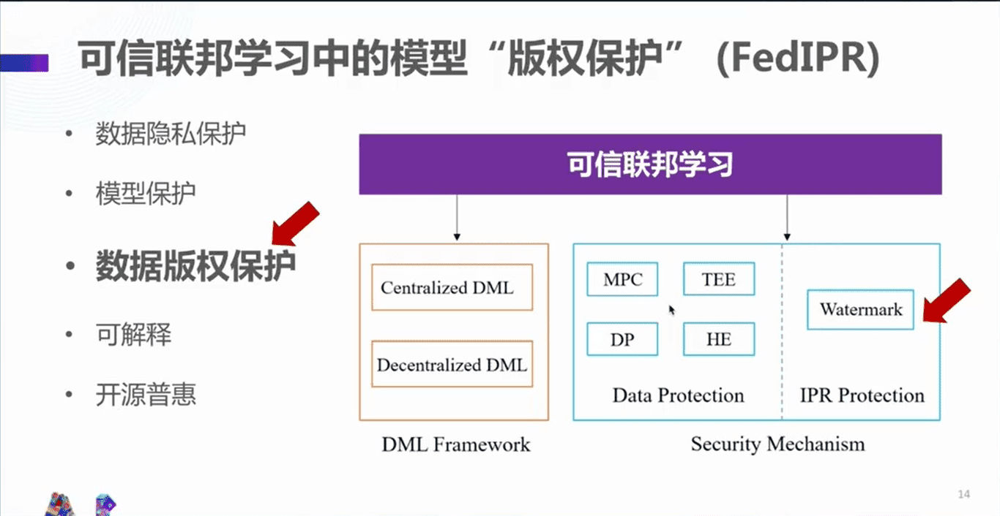 可信联邦学习中的模型“版权保护” (FedIPR)
• 数据隐私保护
• 模型保护
• 数据版权保护
• 可解释
• 开源普惠
可信联邦学习
Centralized DML
Decentralized DML
DML Framework
MPC
TEE
DP
HE
Data Protection
Watermark
IPR Protection
Security Mechanism
14